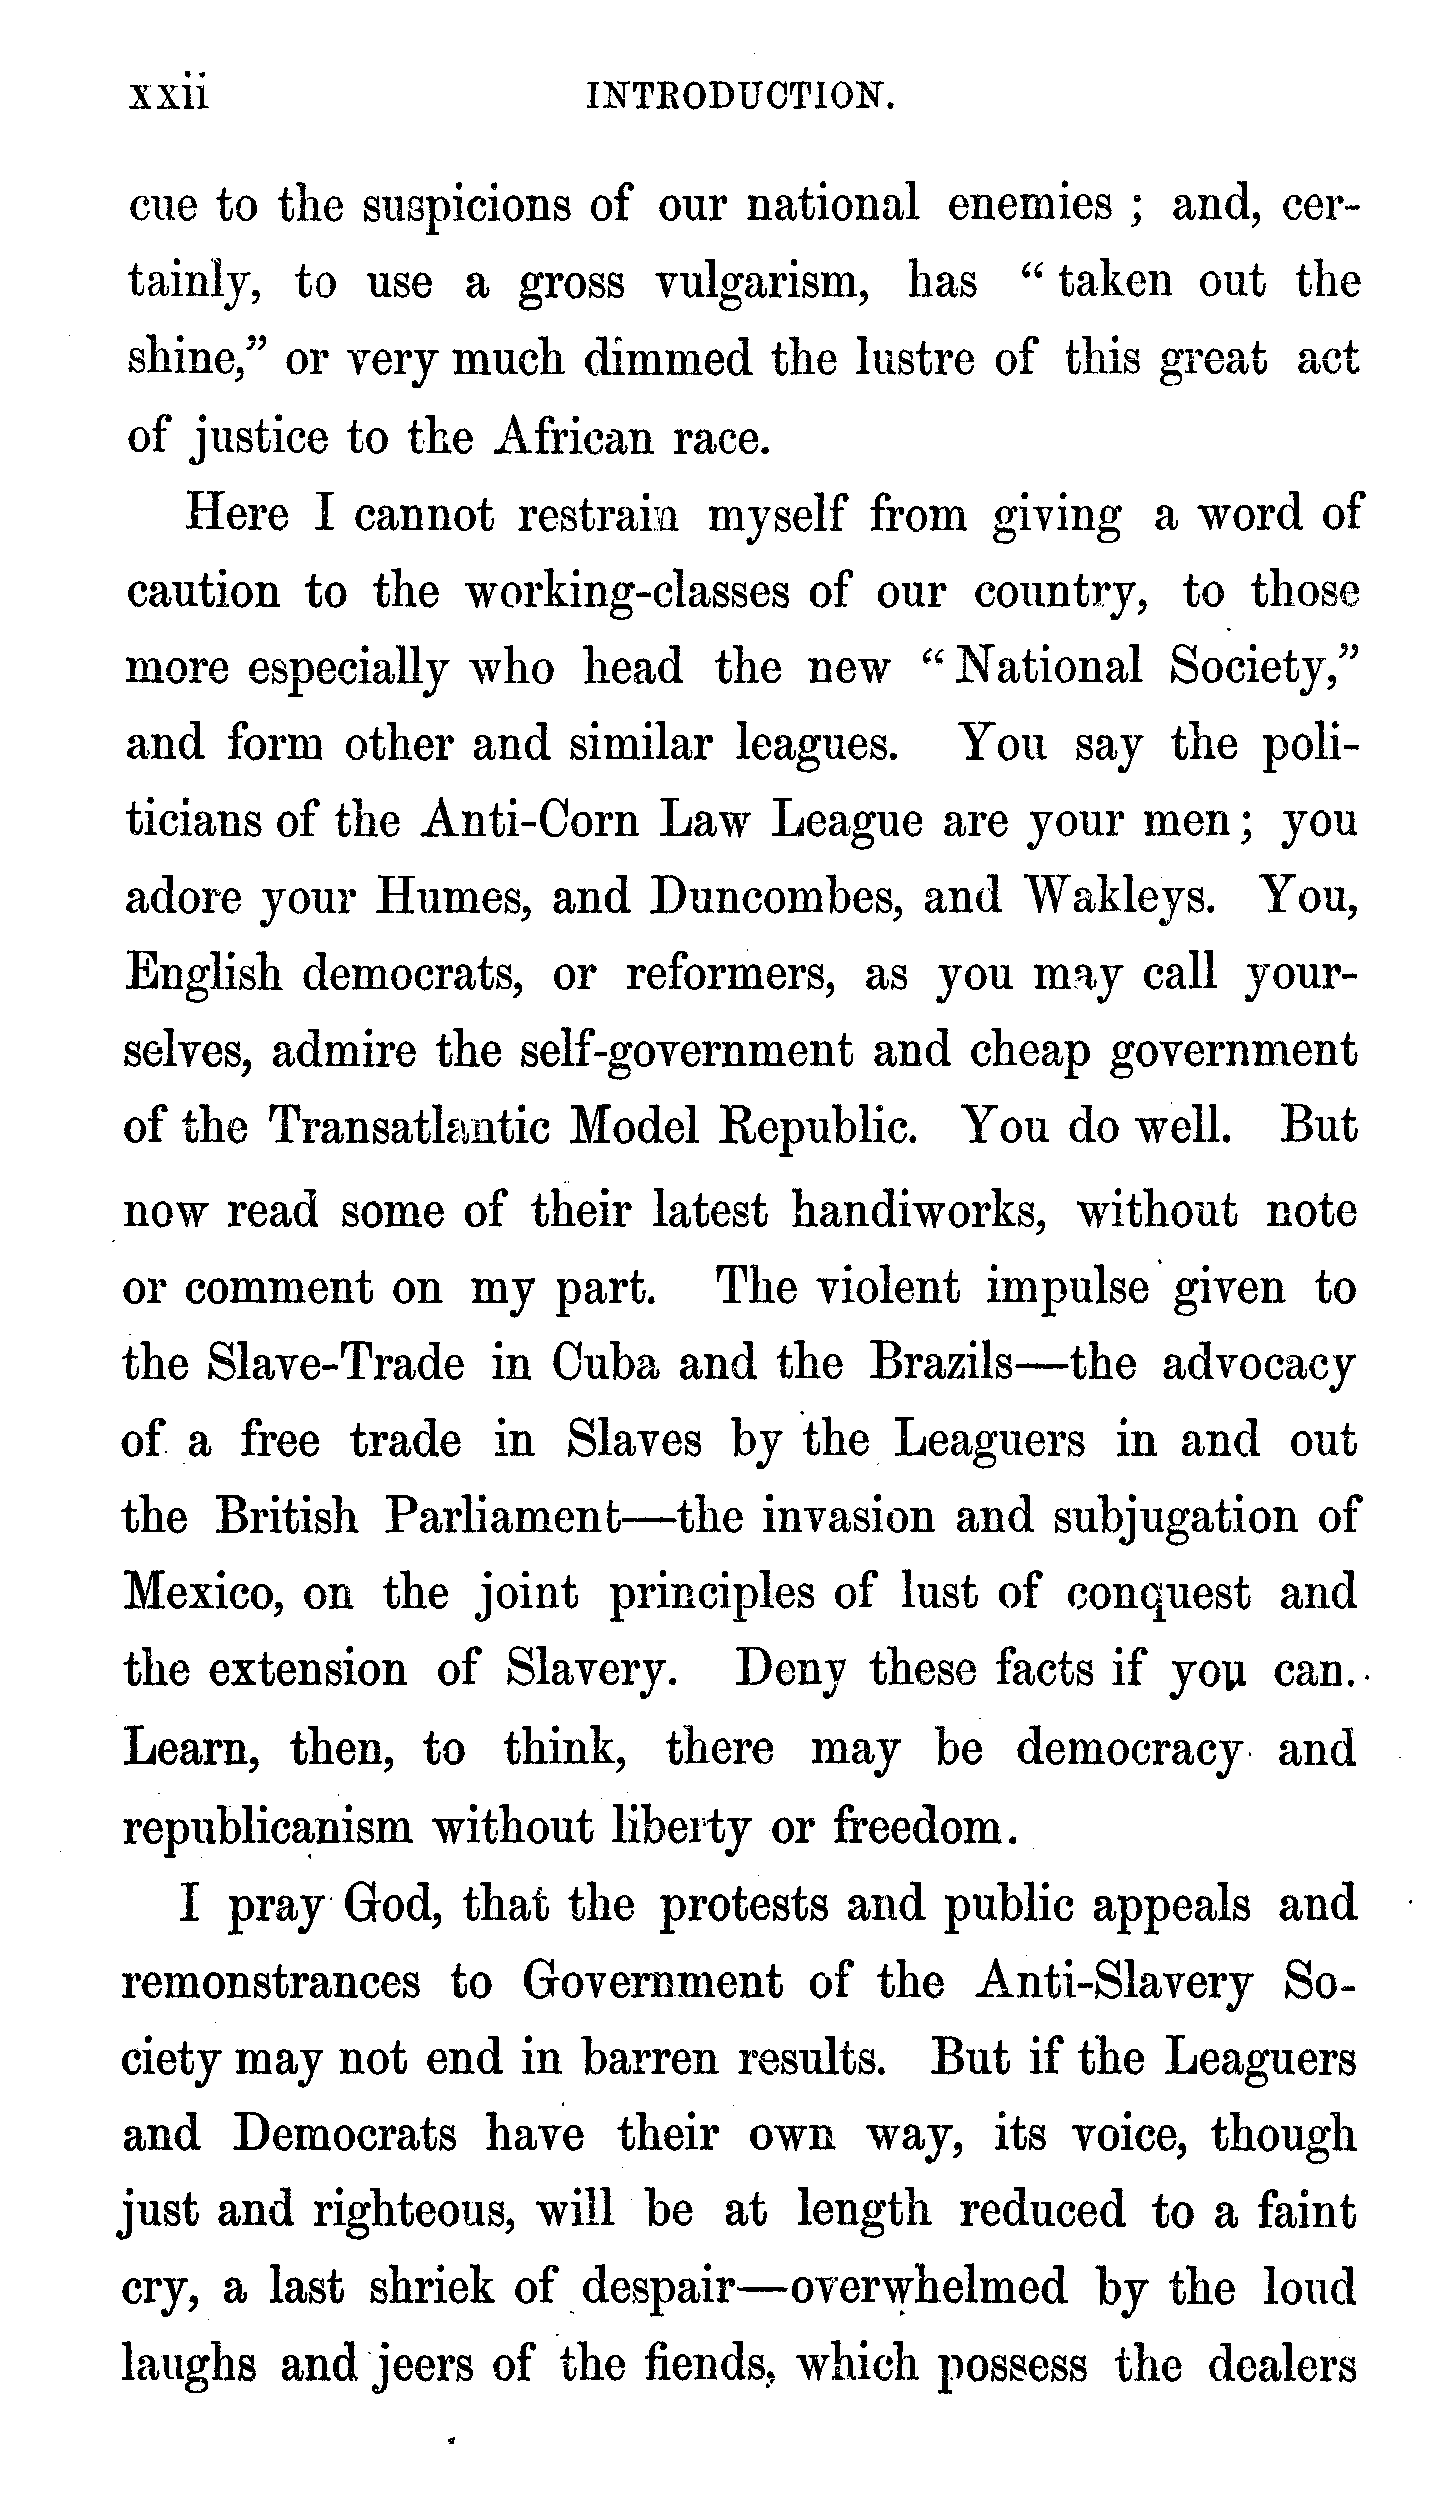 xxii INTRODUCTION.
cue to the suspicions of our national enemies ; and, cer-
tainly, to use a gross vulgarism, has “ taken out the
shine,” or very much dimmed the lustre of this great act
of justice to the African race.
Here I cannot restrain myself from giving a word of
caution to the working-classes of our country, to those
more especially who head the new “ National Society,”
and form other and similar leagues. You say the poli-
ticians of the Anti-Corn Law League are your men ; you
adore your Humes, and Duncombes, and Wakleys. You,
English democrats, or reformers, as you may call your-
selves, admire the self-government and cheap government
of the Transatlantic Model Republic. You do well. But
now read some of their latest handiworks, without note
or comment on my part. The violent impulse given to
the Slave-Trade in Cuba and the Brazils—the advocacy
of a free trade in Slaves by the Leaguers in and out
the British Parliament—the invasion and subjugation of
Mexico, on the joint principles of lust of conquest and
the extension of Slavery. Deny these facts if you can.
Learn, then, to think, there may be democracy and
republicanism without liberty or freedom.
I pray God, that the protests and public appeals and
remonstrances to Government of the Anti-Slavery So-
ciety may not end in barren results. But if the Leaguers
and Democrats have their own way, its voice, though
just and righteous, will be at length reduced to a faint
cry, a last shriek of despair—overwhelmed by the loud
laughs and jeers of the fiends, which possess the dealers